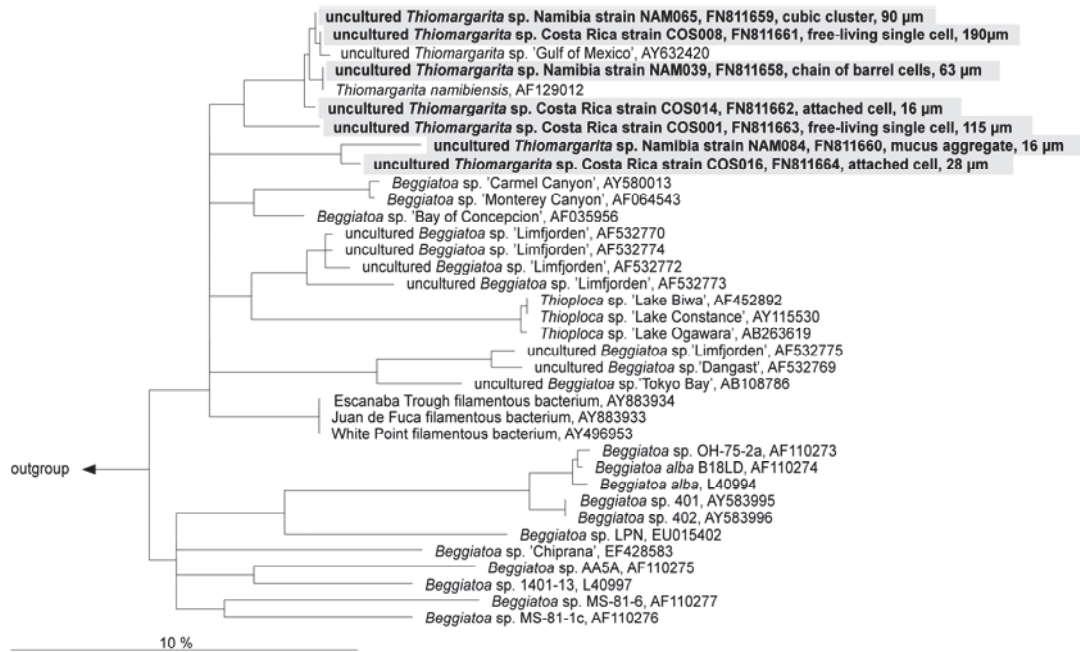 uncultured Thiomargarita sp. Namibia strain NAM065, FN811659, cubic cluster, 90 µm
uncultured Thiomargarita sp. Costa Rica strain COS008, FN811661, free-living single cell, 190µm
uncultured Thiomargarita sp. 'Gulf of Mexico', AY632420
uncultured Thiomargarita sp. Namibia strain NAM039, FN811658, chain of barrel cells, 63 µm
Thiomargarita namibiensis, AF129012
uncultured Thiomargarita sp. Costa Rica strain COS014, FN811662, attached cell, 16 µm
uncultured Thiomargarita sp. Costa Rica strain COS001, FN811663, free-living single cell, 115 µm
uncultured Thiomargarita sp. Namibia strain NAM084, FN811660, mucus aggregate, 16 µm
uncultured Thiomargarita sp. Costa Rica strain COS016, FN811664, attached cell, 28 µm
Beggiatoa sp. 'Carmel Canyon', AY580013
Beggiatoa sp. 'Monterey Canyon', AF064543
Beggiatoa sp. 'Bay of Concepcion', AF035956
uncultured Beggiatoa sp. 'Limfjorden', AF532770
uncultured Beggiatoa sp. 'Limfjorden', AF532774
uncultured Beggiatoa sp. 'Limfjorden', AF532772
uncultured Beggiatoa sp. 'Limfjorden', AF532773
Thioploca sp. 'Lake Biwa', AF452892
Thioploca sp. 'Lake Constance', AY115530
Thioploca sp. 'Lake Ogawara', AB263619
uncultured Beggiatoa sp.'Limfjorden', AF532775
uncultured Beggiatoa sp.'Dangast', AF532769
uncultured Beggiatoa sp.'Tokyo Bay', AB108786
Escanaba Trough filamentous bacterium, AY883934
Juan de Fuca filamentous bacterium, AY883933
White Point filamentous bacterium, AY496953
Beggiatoa sp. OH-75-2a, AF110273
outgroup
Beggiatoa alba B18LD, AF110274
Beggiatoa alba, L40994
Beggiatoa sp. 401, AY583995
Beggiatoa sp. 402, AY583996
Beggiatoa sp. LPN, EU015402
Beggiatoa sp. 'Chiprana', EF428583
Beggiatoa sp. AA5A, AF110275
Beggiatoa sp. 1401-13, L40997
Beggiatoa sp. MS-81-6, AF110277
Beggiatoa sp. MS-81-1c, AF110276
10 %